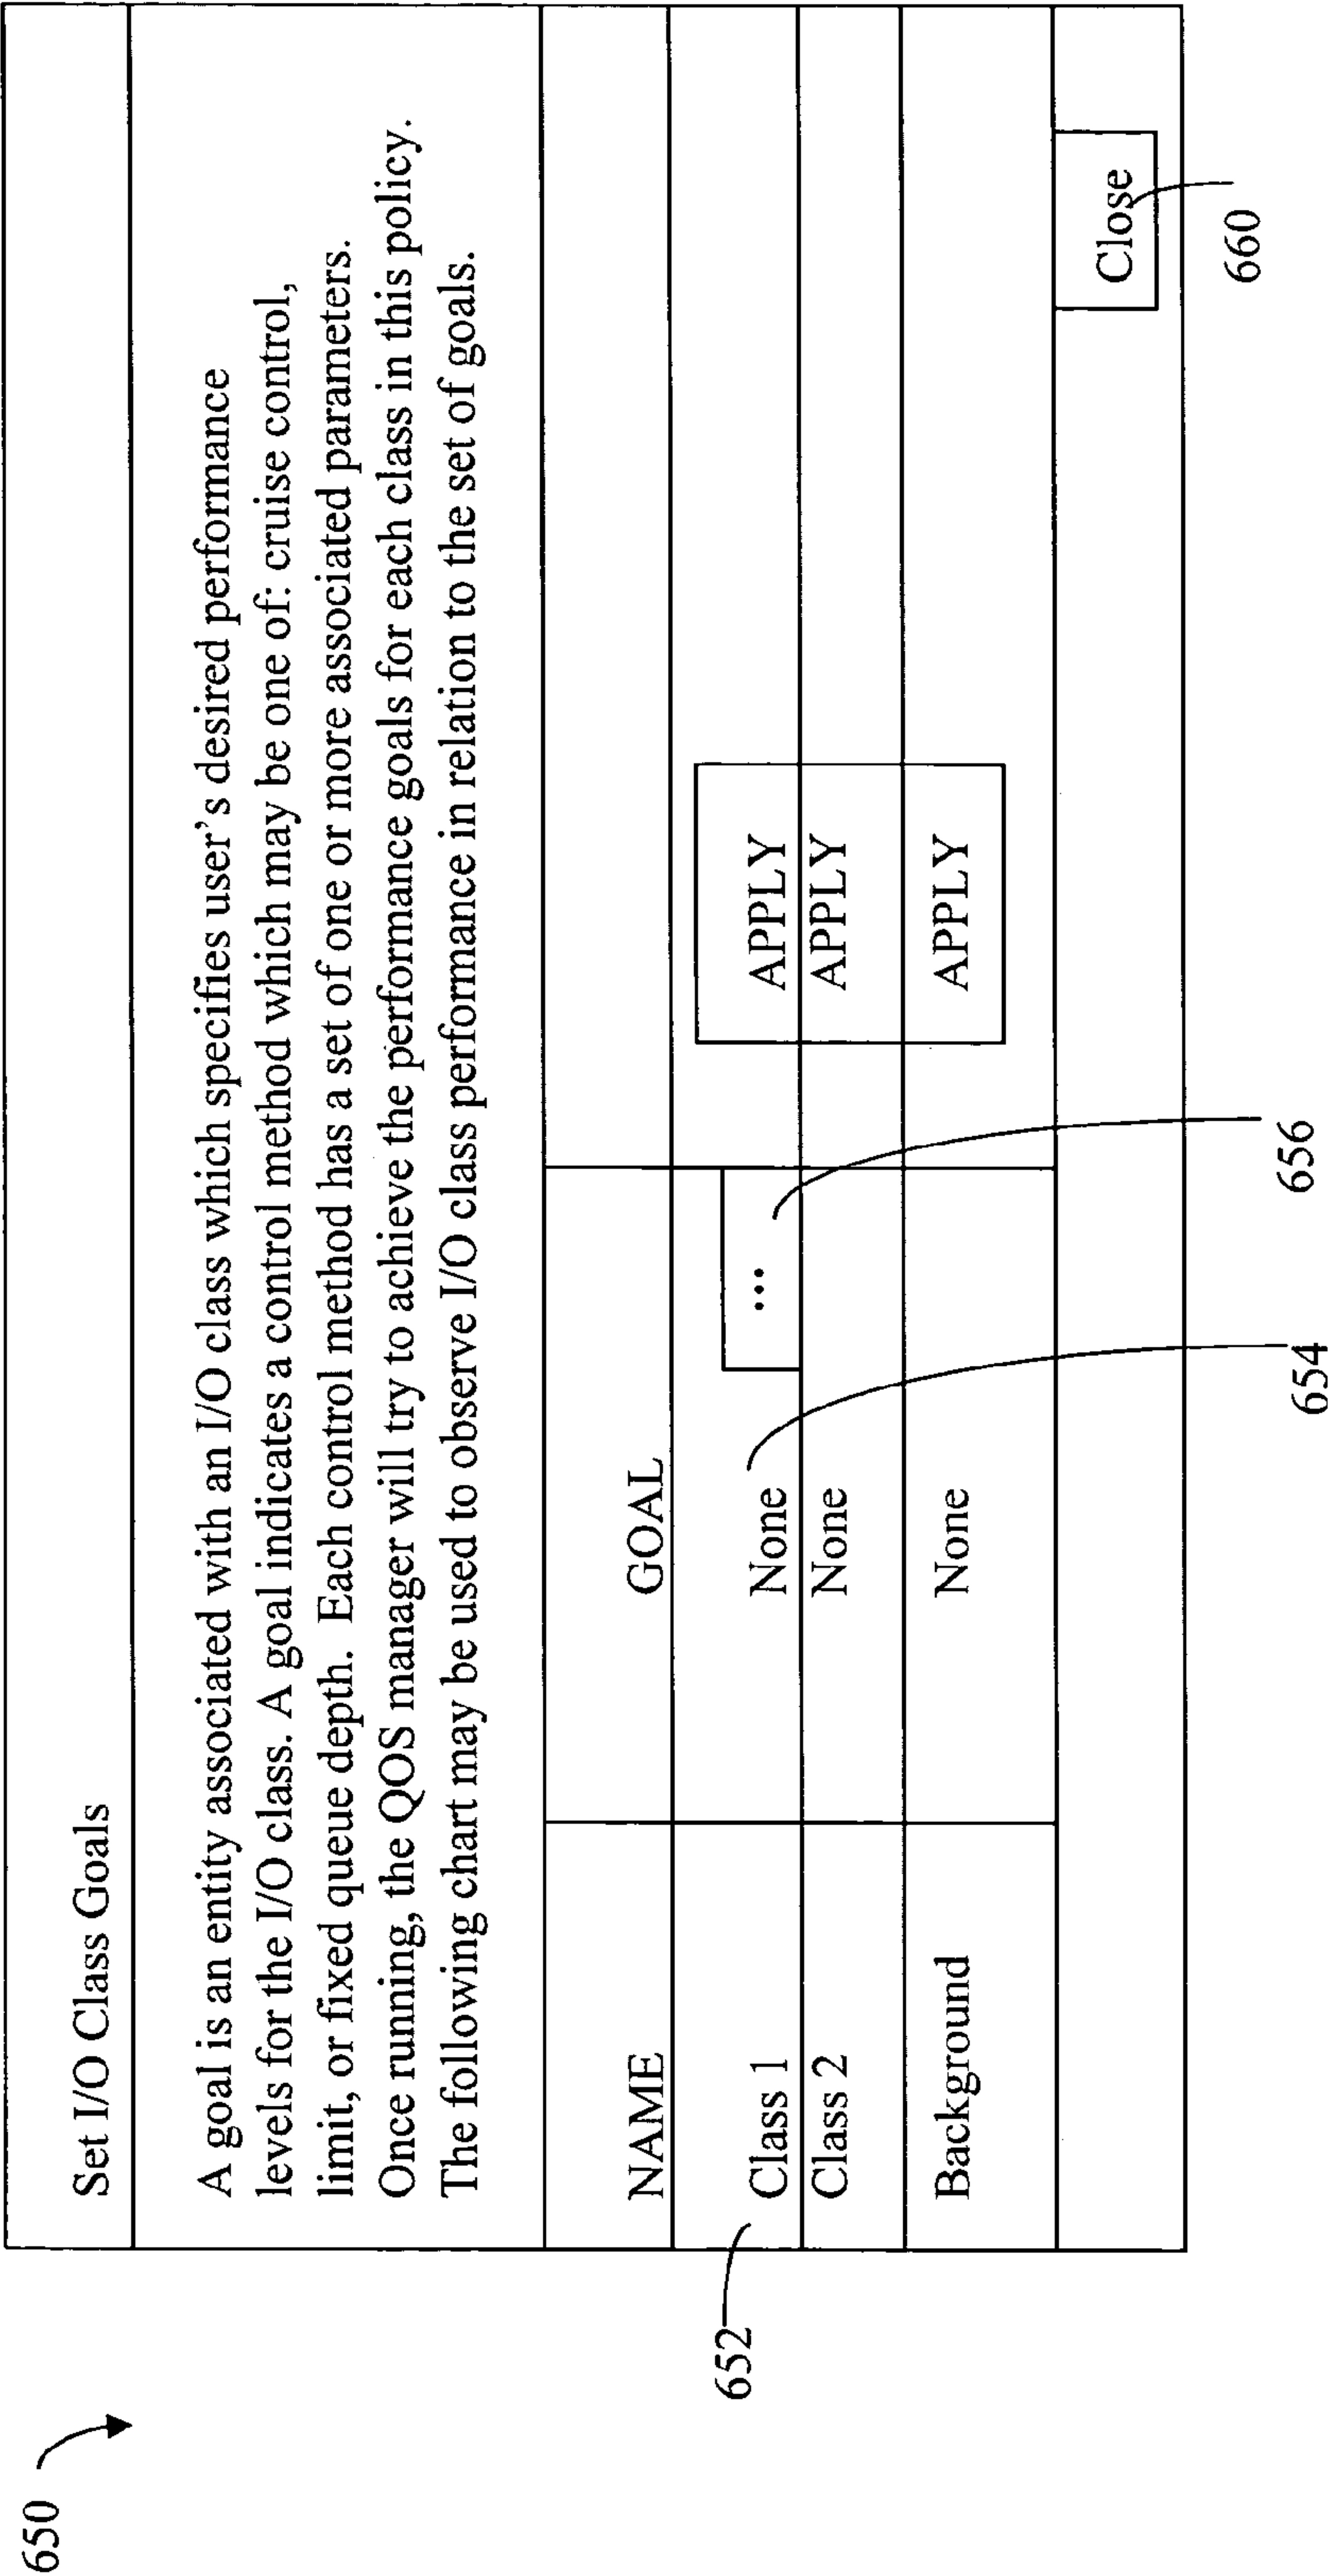 650
Set I/O Class Goals
A goal is an entity associated with an I/O class which specifies user's desired performance
levels for the I/O class. A goal indicates a control method which may be one of: cruise control,
limit, or fixed queue depth.  Each control method has a set of one or more associated parameters.
Once running, the QOS manager will try to achieve the performance goals for each class in this policy.
The following chart may be used to observe I/O class performance in relation to the set of goals.
NAME GOAL
652 Class 1 None ... APPLY
Class 2 None APPLY
Background None APPLY
Close
654 656 660